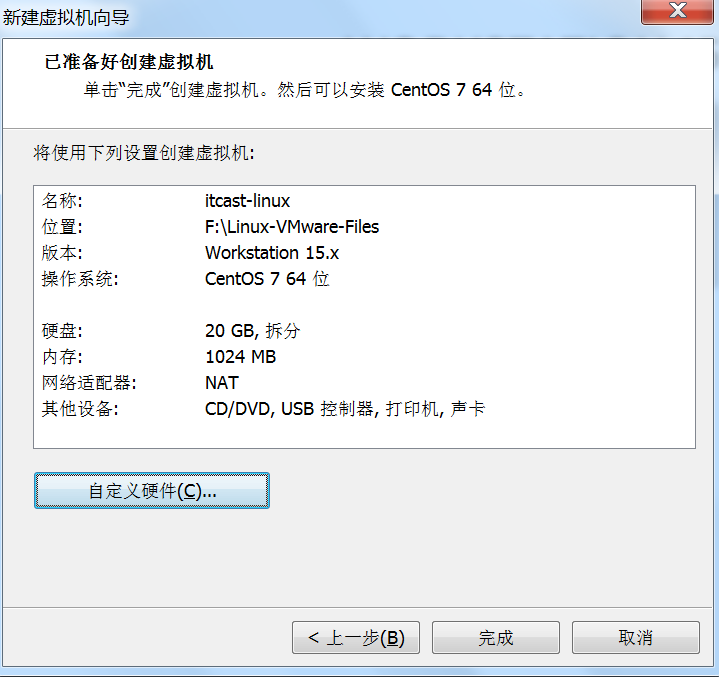 新建虚拟机向导
已准备好创建虚拟机
单击“完成”创建虚拟机。然后可以安装 CentOS 7 64 位。
将使用下列设置创建虚拟机:
名称: itcast-linux
位置: F:\Linux-VMware-Files
版本: Workstation 15.x
操作系统: CentOS 7 64 位
硬盘: 20 GB, 拆分
内存: 1024 MB
网络适配器: NAT
其他设备: CD/DVD, USB 控制器, 打印机, 声卡
自定义硬件(C)...
< 上一步(B) 完成 取消